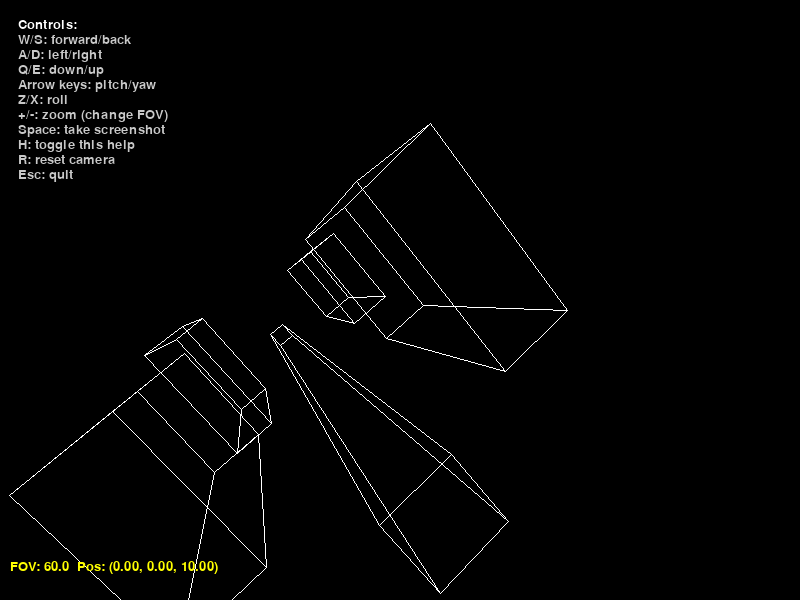 Controls:
W/S: forward/back
A/D: left/right
Q/E: down/up
Arrow keys: pitch/yaw
Z/X: roll
+/-: zoom (change FOV)
Space: take screenshot
H: toggle this help
R: reset camera
Esc: quit
FOV: 60.0  Pos: (0.00, 0.00, 10.00)